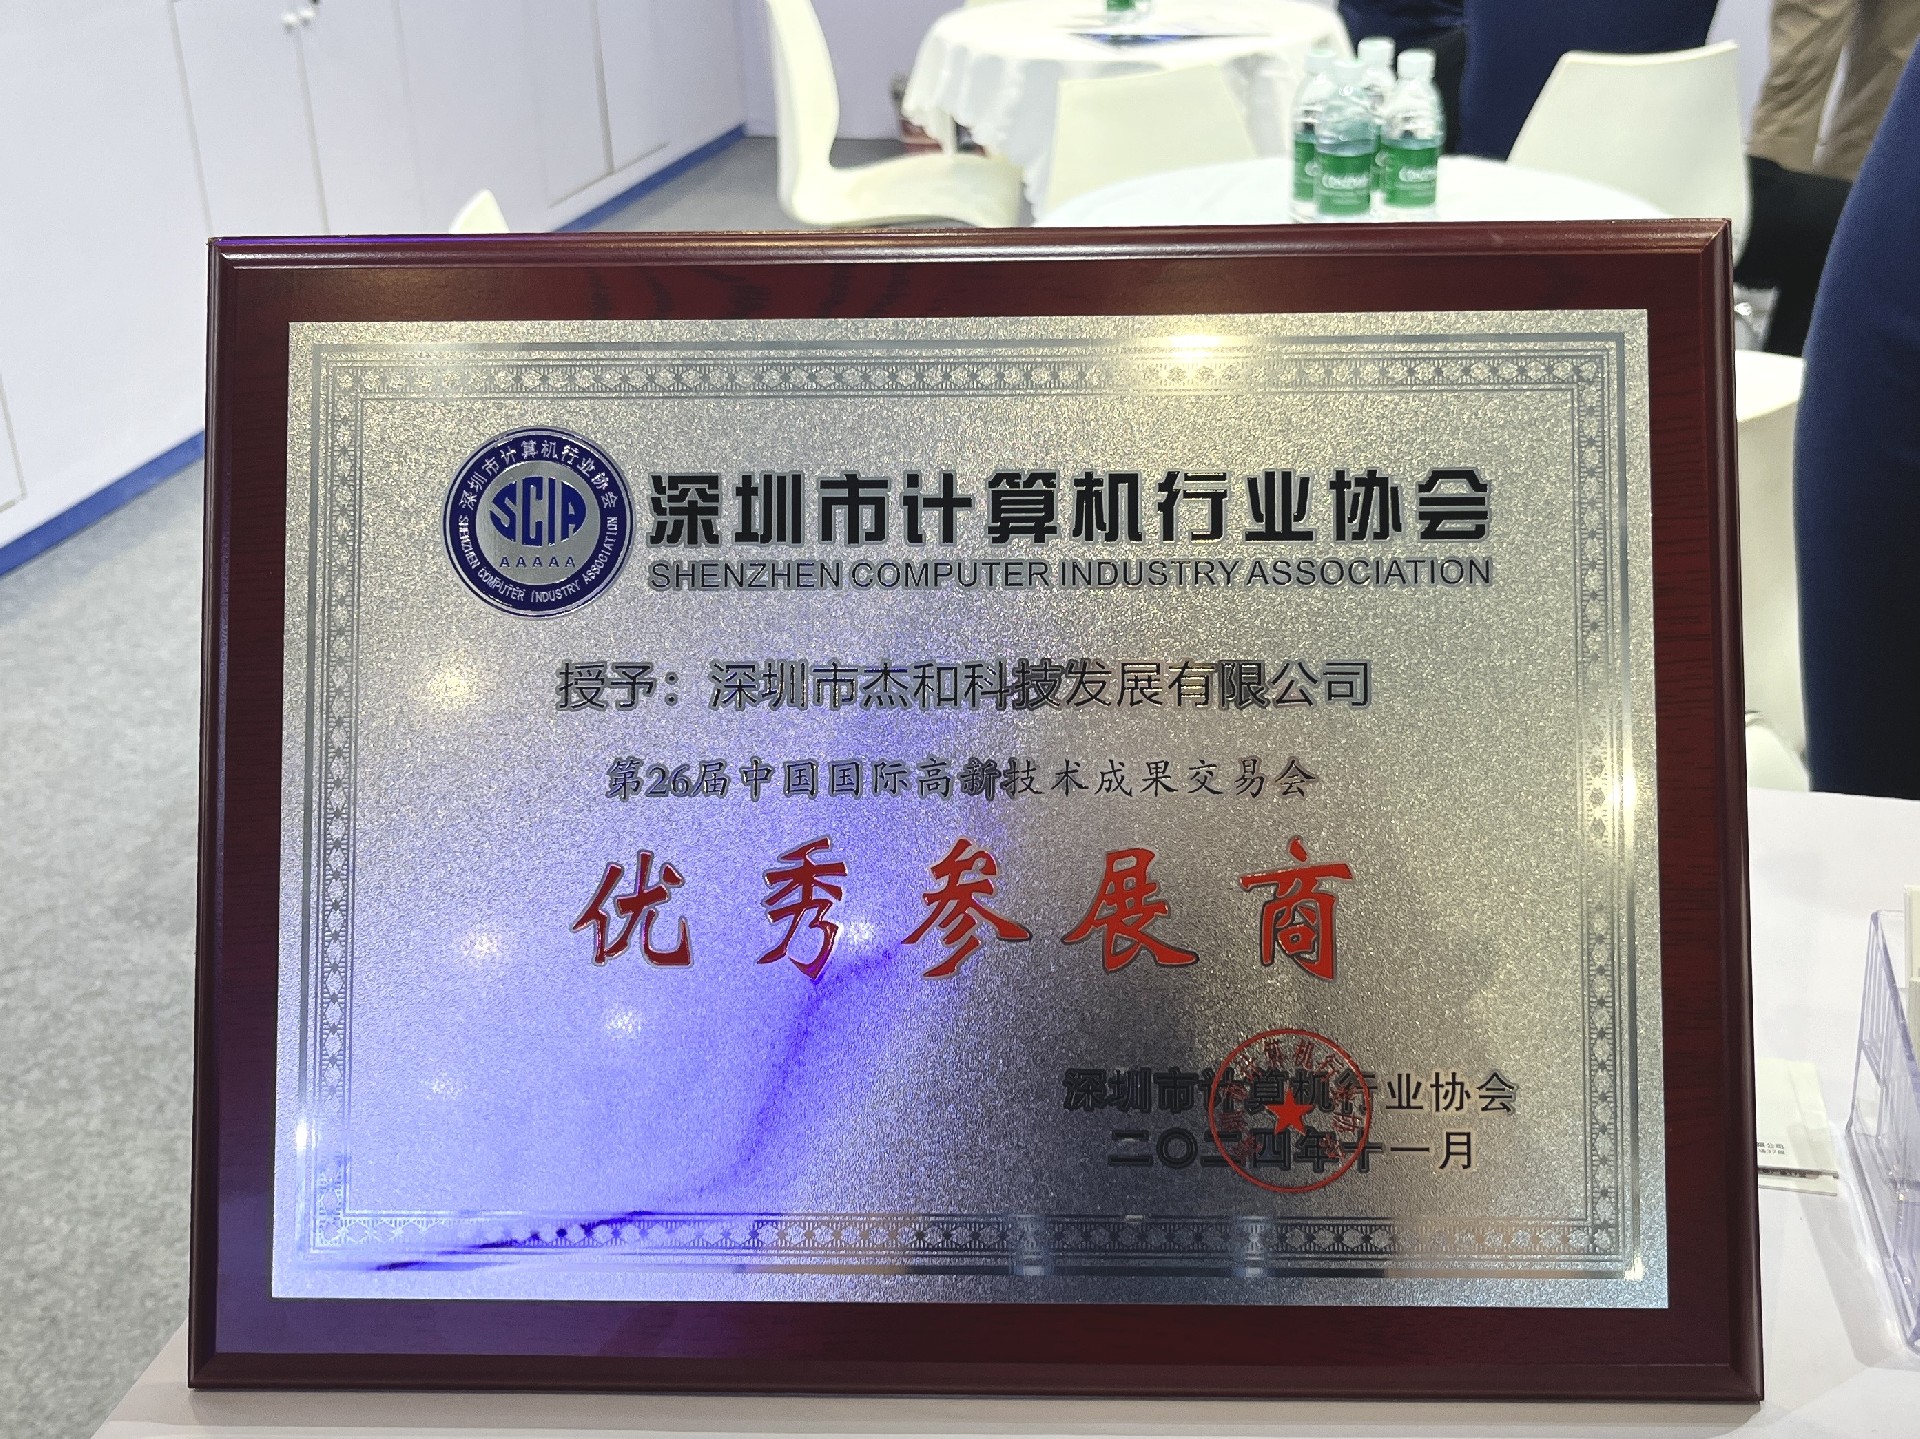 深圳市计算机行业协会
SCIA
AAAAA
SHENZHEN COMPUTER INDUSTRY ASSOCIATION
深圳市计算机行业协会
SHENZHEN COMPUTER INDUSTRY ASSOCIATION
授予：深圳市杰和科技发展有限公司
第26届中国国际高新技术成果交易会
优秀参展商
深圳市计算机行业协会
二〇二四年十一月